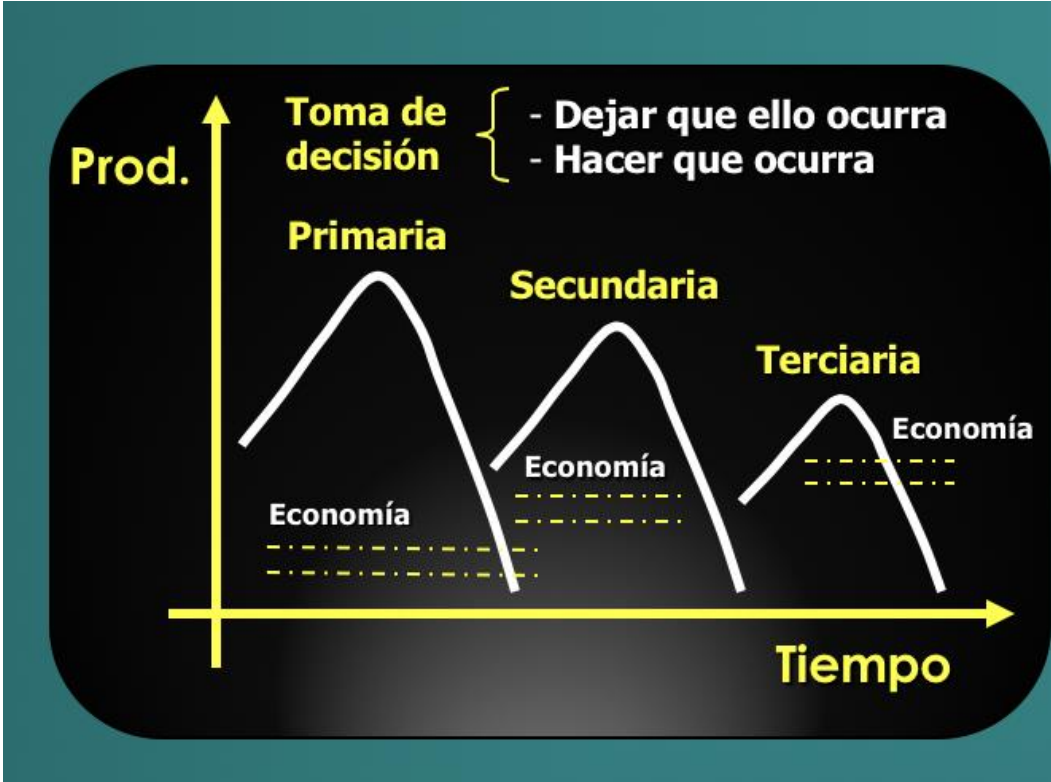 Toma de
decisión
- Dejar que ello ocurra
- Hacer que ocurra
Prod.
Primaria
Secundaria
Terciaria
Economía
Economía
Economía
Tiempo